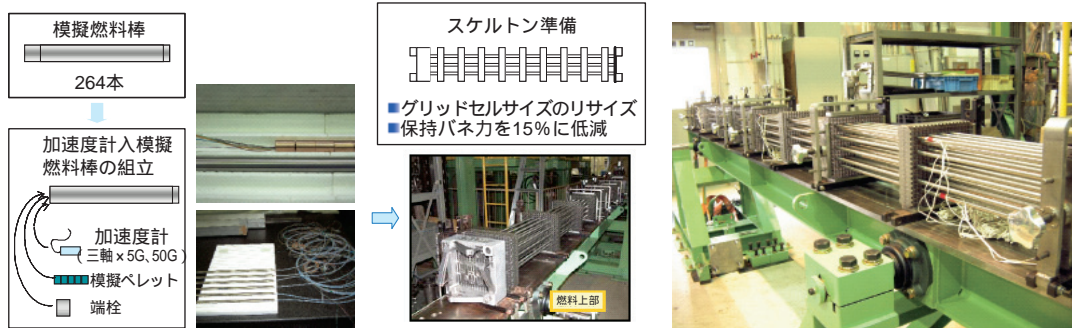 模擬燃料棒
264本
加速度計入模擬
燃料棒の組立
加速度計
(三軸×5G、50G)
模擬ペレット
端栓
スケルトン準備
■グリッドセルサイズのリサイズ
■保持バネ力を15%に低減
燃料上部